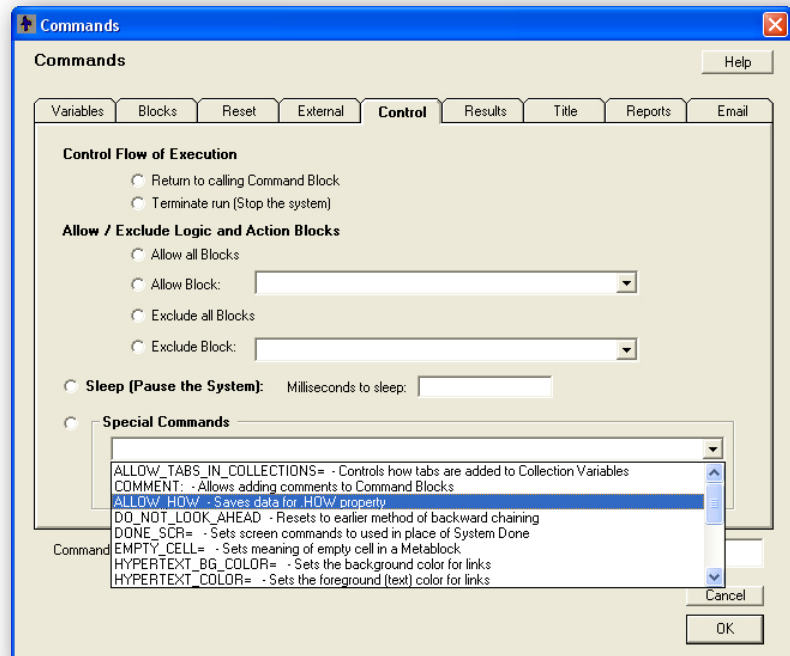 Commands
Commands
Help
Variables Blocks Reset External Control Results Title Reports Email
Control Flow of Execution
Return to calling Command Block
Terminate run (Stop the system)
Allow / Exclude Logic and Action Blocks
Allow all Blocks
Allow Block:
Exclude all Blocks
Exclude Block:
Sleep (Pause the System): Milliseconds to sleep:
Special Commands
ALLOW_TABS_IN_COLLECTIONS= - Controls how tabs are added to Collection Variables
COMMENT: - Allows adding comments to Command Blocks
ALLOW_HOW - Saves data for .HOW property
DO_NOT_LOOK_AHEAD - Resets to earlier method of backward chaining
DONE_SCR= - Sets screen commands to used in place of System Done
EMPTY_CELL= - Sets meaning of empty cell in a Metablock
HYPERTEXT_BG_COLOR= - Sets the background color for links
HYPERTEXT_COLOR= - Sets the foreground (text) color for links
Command
Cancel
OK